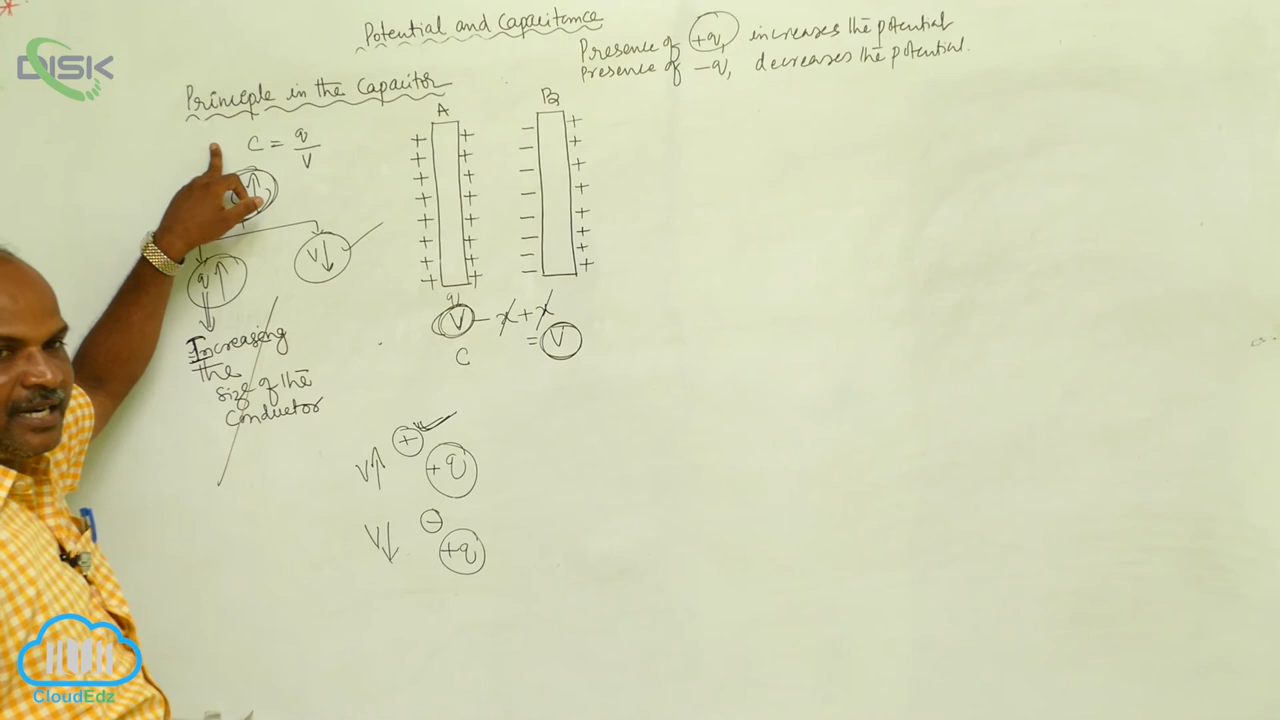 Potential and Capacitance
Presence of +q, increases the potential
presence of -q, decreases the potential.
DISK
Principle in the Capacitor
C = q/V
A
B
+ + + + + + + +
+ + + + + + + +
- - - - - - - -
+ + + + + + + +
↑
q ↑
V ↓
Increasing
the
size of the
conductor
q
V - x + x
= V
C
V↑ + +q
V↓ - +q
CloudEdz